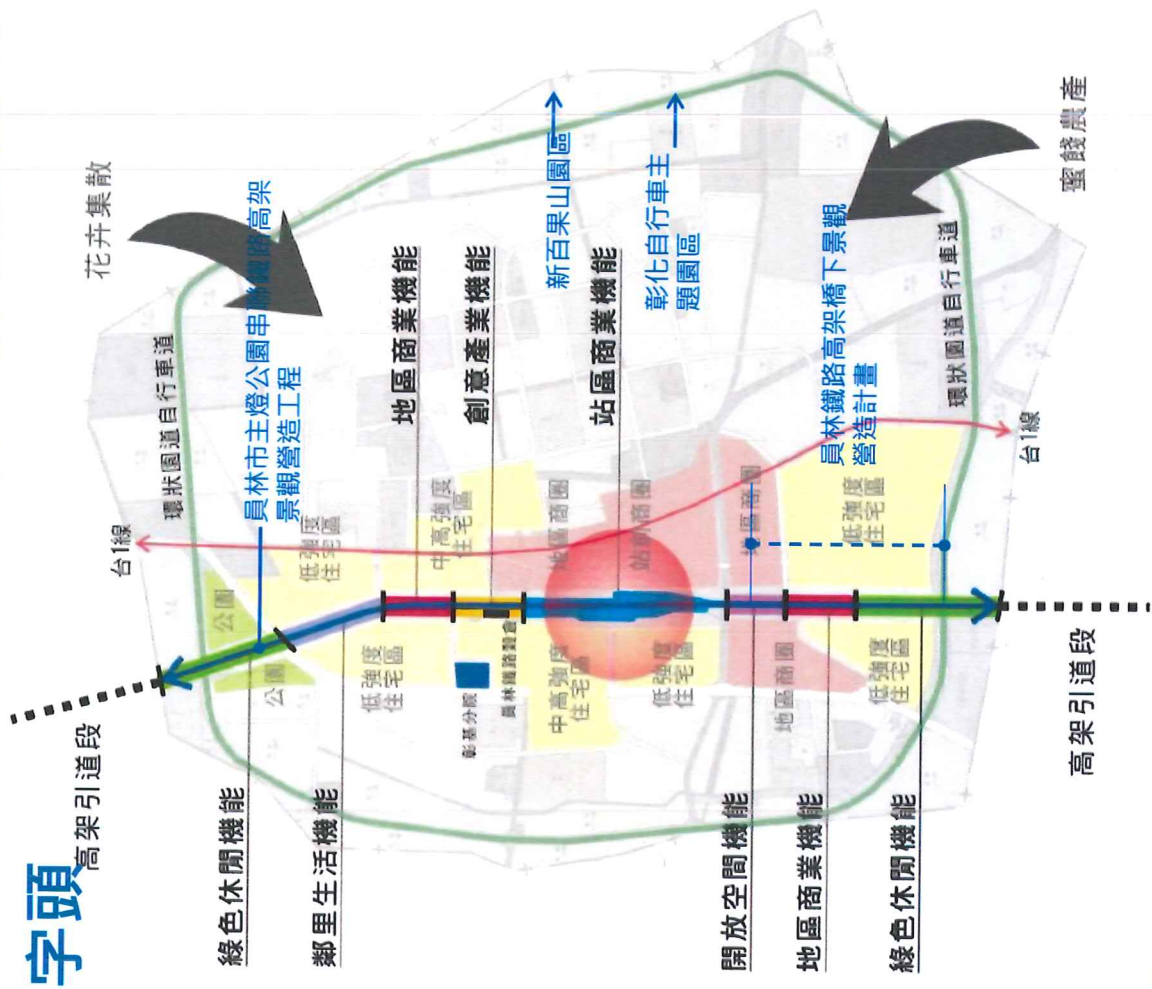 字頭
高架引道段
綠色休閒機能
鄰里生活機能
開放空間機能
地區商業機能
綠色休閒機能
高架引道段
花卉集散
蜜餞農產
台1線
台1線
環狀園道自行車道
環狀園道自行車道
員林市主燈公園串聯鐵路高架
景觀營造工程
地區商業機能
創意產業機能
站區商業機能
新百果山園區
彰化自行車主
題園區
員林鐵路高架橋下景觀
營造計畫
公園
公園
低強度
住宅區
低強度
住宅區
中高強度
住宅區
彰基分院
員林鐵路穀倉
中高強度
住宅區
低強度
住宅區
地區商圈
站前商圈
地區商圈
地區商圈
低強度
住宅區
低強度
住宅區